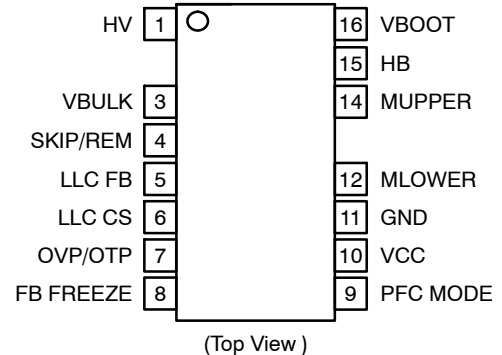 HV 1 16 VBOOT
15 HB
VBULK 3 14 MUPPER
SKIP/REM 4
LLC FB 5 12 MLOWER
LLC CS 6 11 GND
OVP/OTP 7 10 VCC
FB FREEZE 8 9 PFC MODE
(Top View )